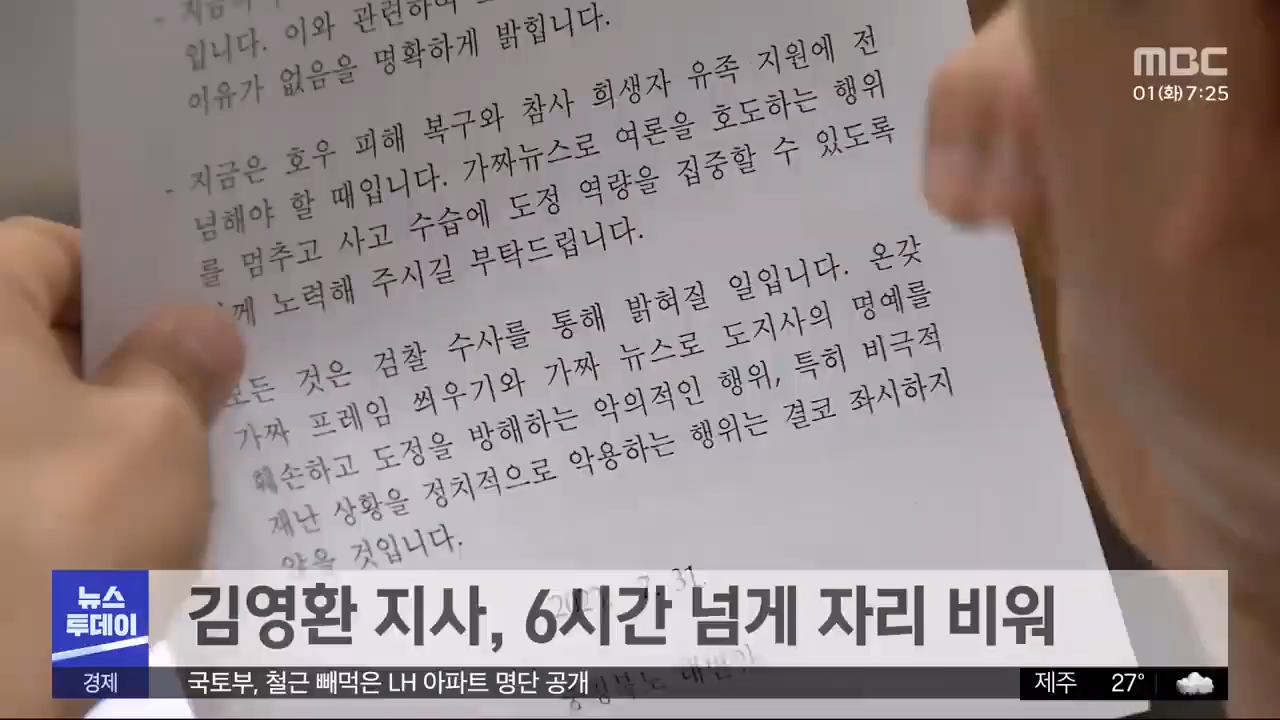 입니다. 이와 관련하여
이유가 없음을 명확하게 밝힙니다.
MBC
01(화)7:25
- 지금은 호우 피해 복구와 참사 희생자 유족 지원에 전
념해야 할 때입니다. 가짜뉴스로 여론을 호도하는 행위
를 멈추고 사고 수습에 도정 역량을 집중할 수 있도록
노력해 주시길 부탁드립니다.
것은 검찰 수사를 통해 밝혀질 일입니다. 온갖
가짜 프레임 씌우기와 가짜 뉴스로 도지사의 명예를
훼손하고 도정을 방해하는 악의적인 행위, 특히 비극적
재난 상황을 정치적으로 악용하는 행위는 결코 좌시하지
않을 것입니다.
7. 31.
뉴스
투데이
김영환 지사, 6시간 넘게 자리 비워
경제
국토부, 철근 빼먹은 LH 아파트 명단 공개
제주 27°